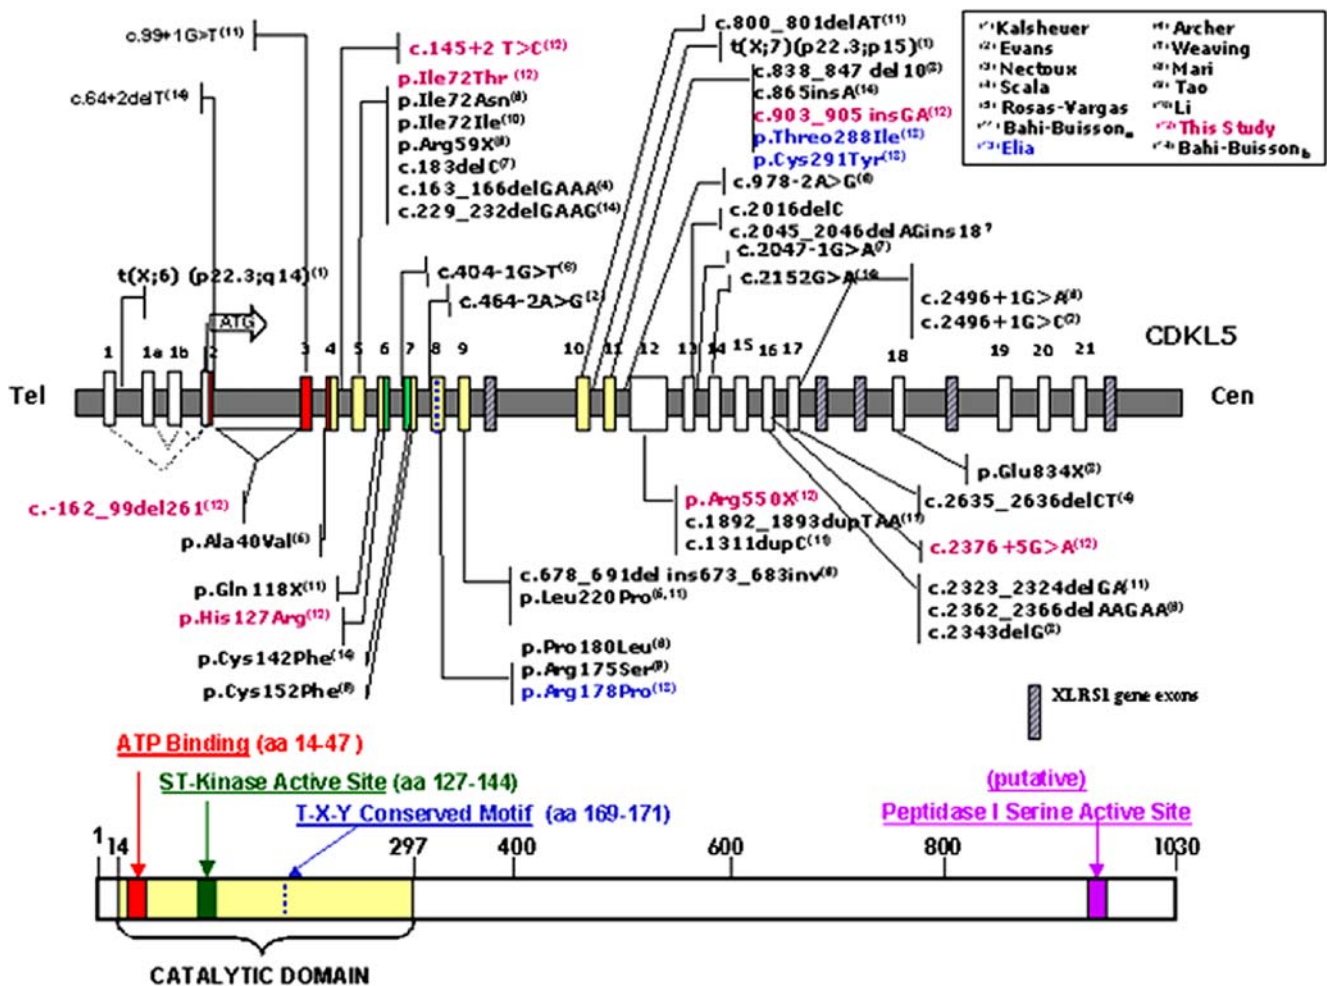 c.99+1G>T(11)
c.64+2delT(14)
c.145+2 T>C(12)
p.Ile72Thr (12)
p.Ile72Asn(8)
p.Ile72Ile(10)
p.Arg59X(8)
c.183delC(7)
c.163_166delGAAA(4)
c.229_232delGAAG(14)
c.800_801delAT(11)
t(X;7)(p22.3;p15)(1)
c.838_847 del 10(3)
c.865insA(14)
c.903_905 insGA(12)
p.Threo288Ile(13)
p.Cys291Tyr(13)
c.978-2A>G(6)
c.2016delC
c.2045_2046delAGins18
c.2047-1G>A(7)
c.2152G>A(14)
Kalsheuer
Evans
Nectoux
Scala
Rosas-Vargas
Bahi-Buisson a
Elia
Archer
Weaving
Mari
Tao
Li
This Study
Bahi-Buisson b
t(X;6) (p22.3;q14)(1)
c.404-1G>T(6)
c.464-2A>G(2)
c.2496+1G>A(8)
c.2496+1G>C(2)
CDKL5
ATG
1 1a 1b 2 3 4 5 6 7 8 9 10 11 12 13 14 15 16 17 18 19 20 21
Tel
Cen
c.-162_99del261(12)
p.Ala40Val(5)
p.Gln118X(11)
p.His127Arg(12)
p.Cys142Phe(14)
p.Cys152Phe(8)
c.678_691del ins673_683inv(8)
p.Leu220Pro(5,11)
p.Pro180Leu(8)
p.Arg175Ser(9)
p.Arg178Pro(13)
p.Arg550X(12)
c.1892_1893dupTAA(11)
c.1311dupC(11)
p.Glu834X(3)
c.2635_2636delCT(4)
c.2376+5G>A(12)
c.2323_2324delGA(11)
c.2362_2366delAAGAA(8)
c.2343delG(2)
XLRS1 gene exons
ATP Binding (aa 14-47 )
ST-Kinase Active Site (aa 127-144)
T-X-Y Conserved Motif (aa 169-171)
(putative)
Peptidase I Serine Active Site
1 14 297 400 600 800 1030
CATALYTIC DOMAIN